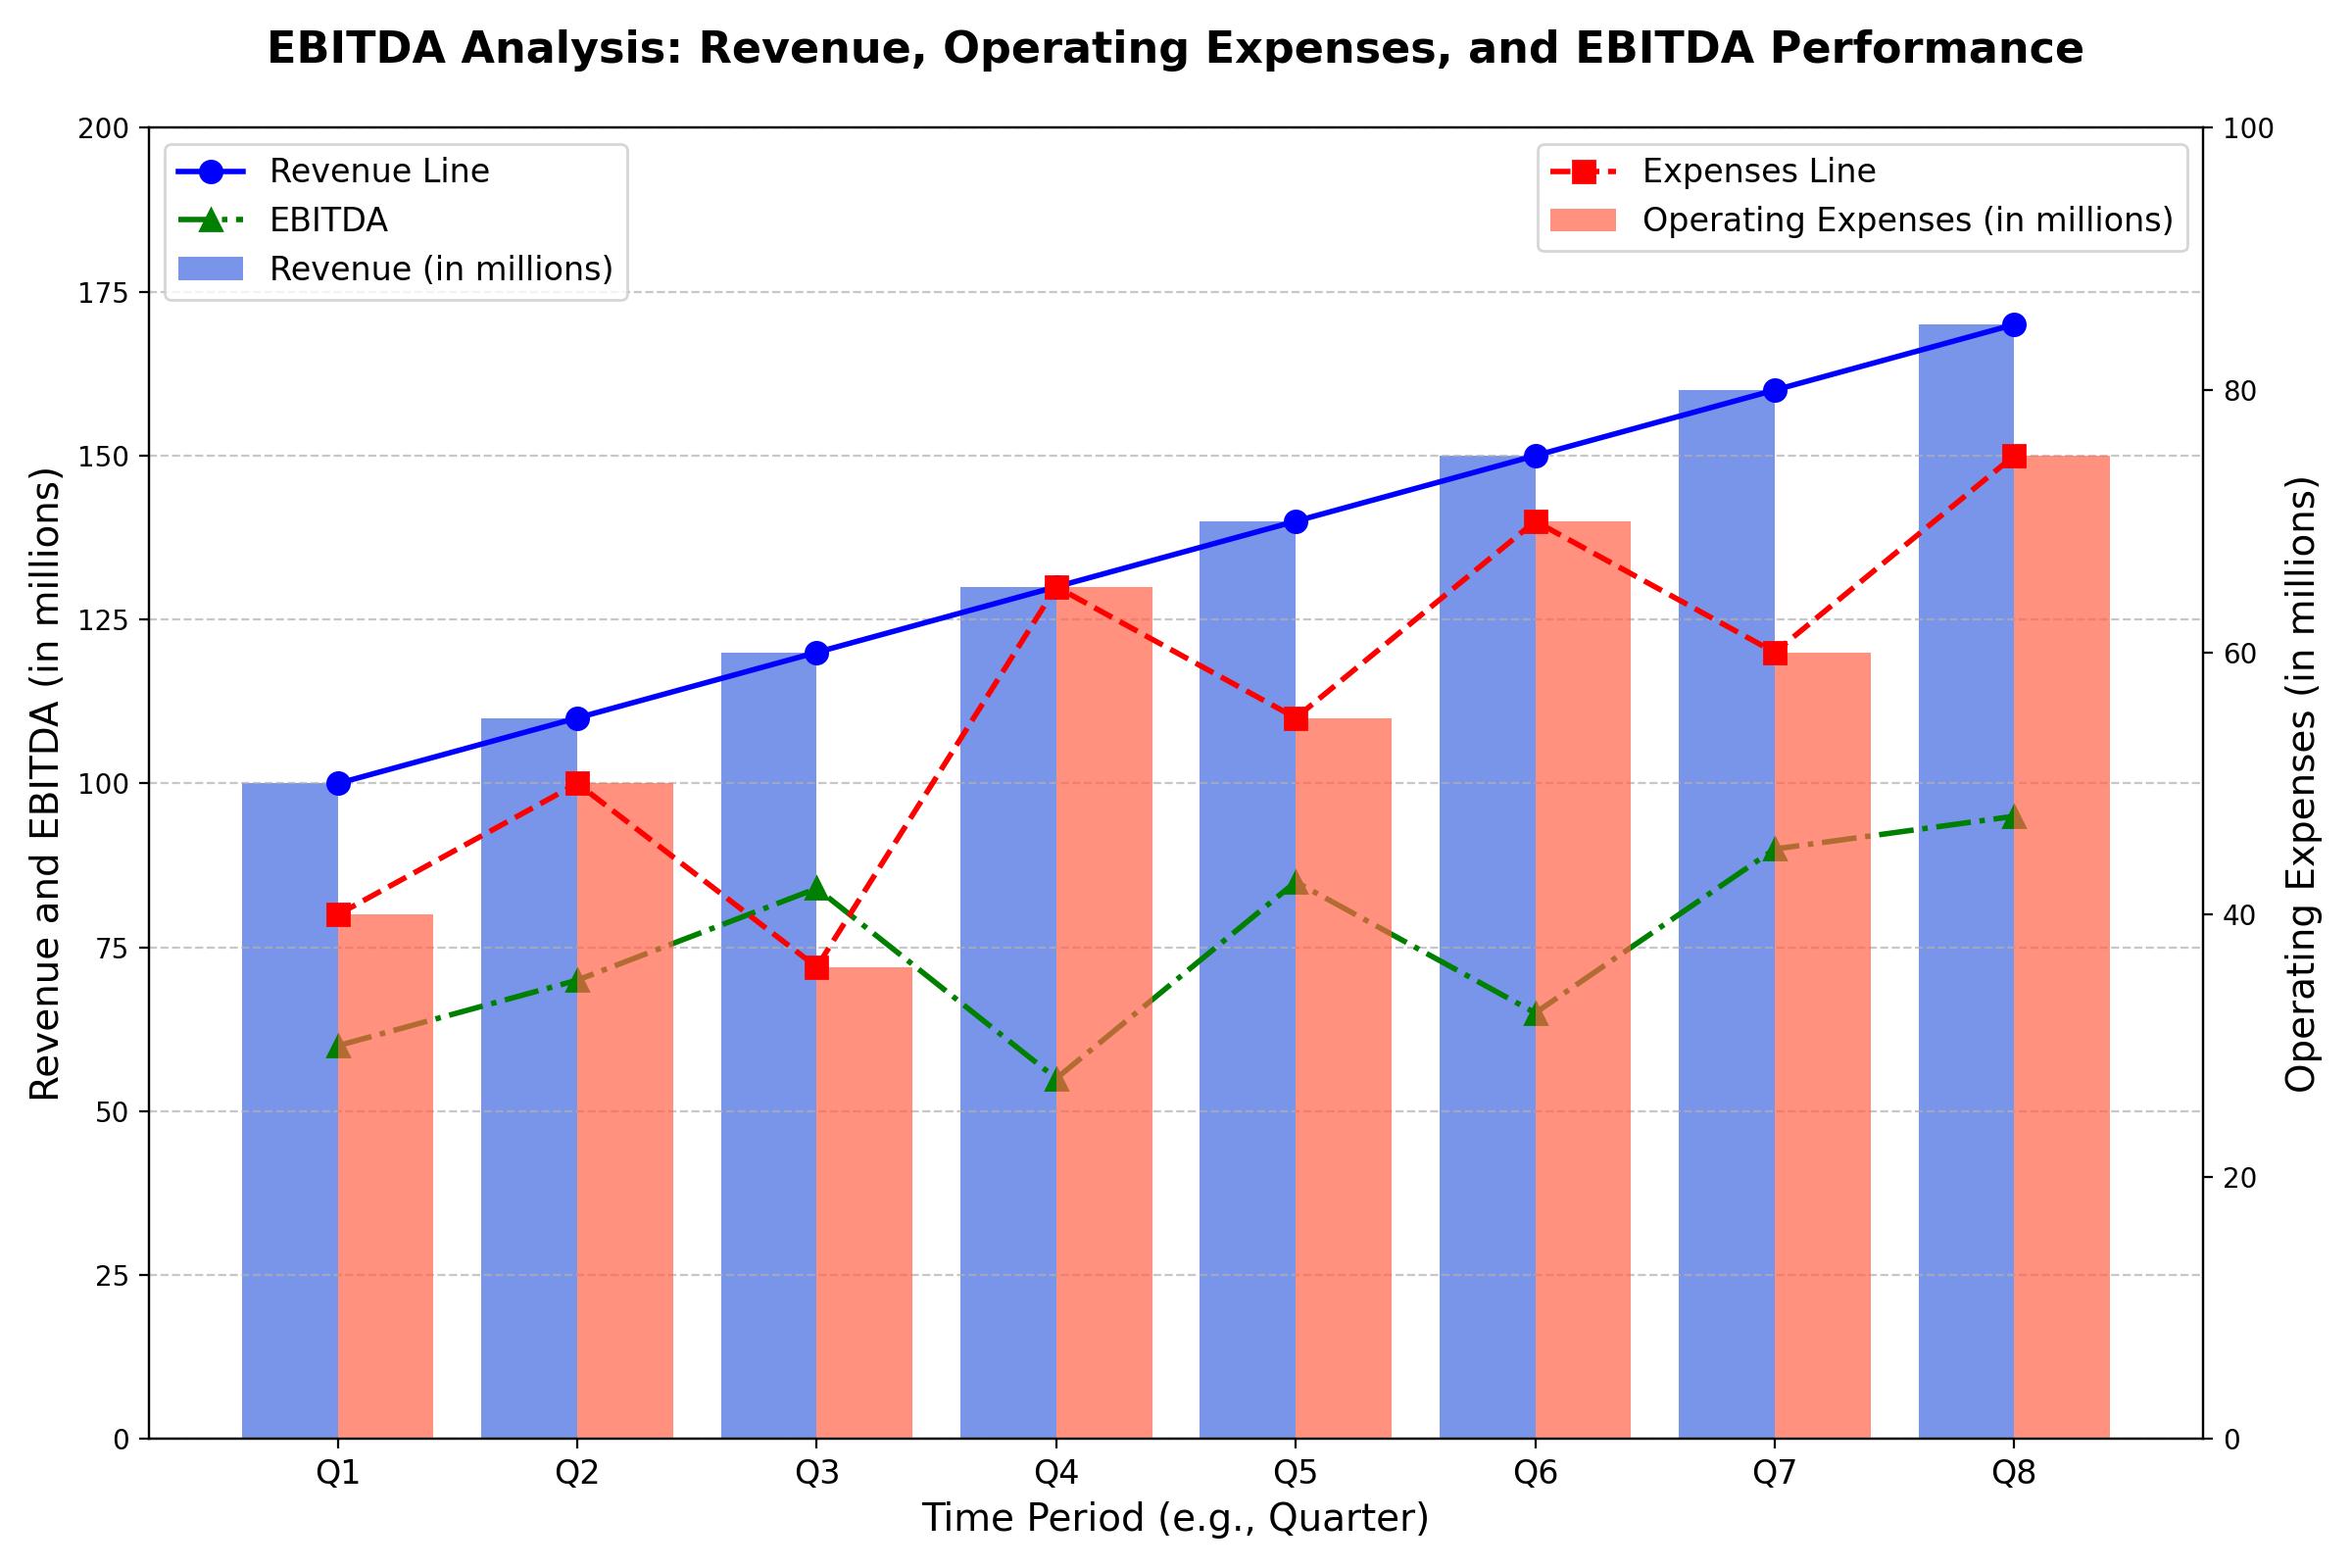 EBITDA Analysis: Revenue, Operating Expenses, and EBITDA Performance
Revenue Line
EBITDA
Revenue (in millions)
Expenses Line
Operating Expenses (in millions)
Revenue and EBITDA (in millions)
200
175
150
125
100
75
50
25
0
100
80
60
40
20
0
Operating Expenses (in millions)
Q1 Q2 Q3 Q4 Q5 Q6 Q7 Q8
Time Period (e.g., Quarter)